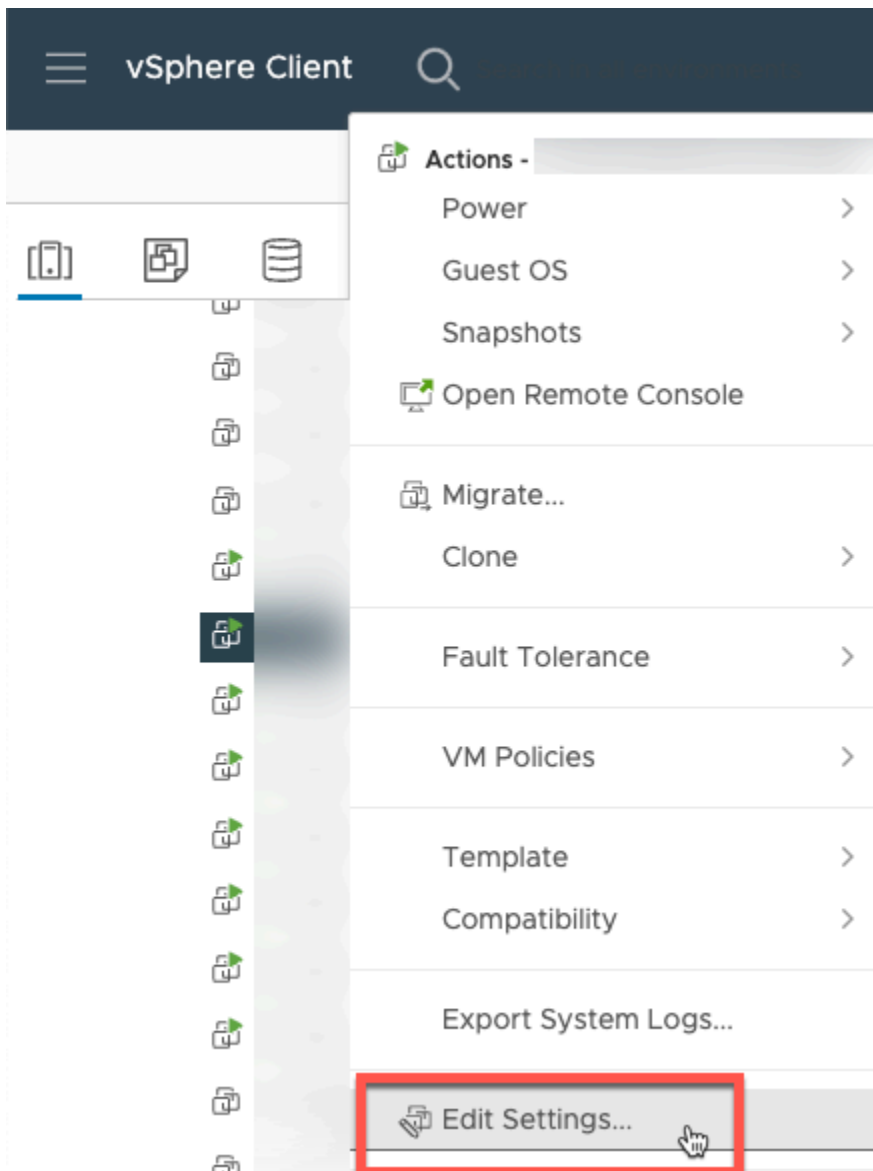 vSphere Client
Actions -
Power
Guest OS
Snapshots
Open Remote Console
Migrate...
Clone
Fault Tolerance
VM Policies
Template
Compatibility
Export System Logs...
Edit Settings...